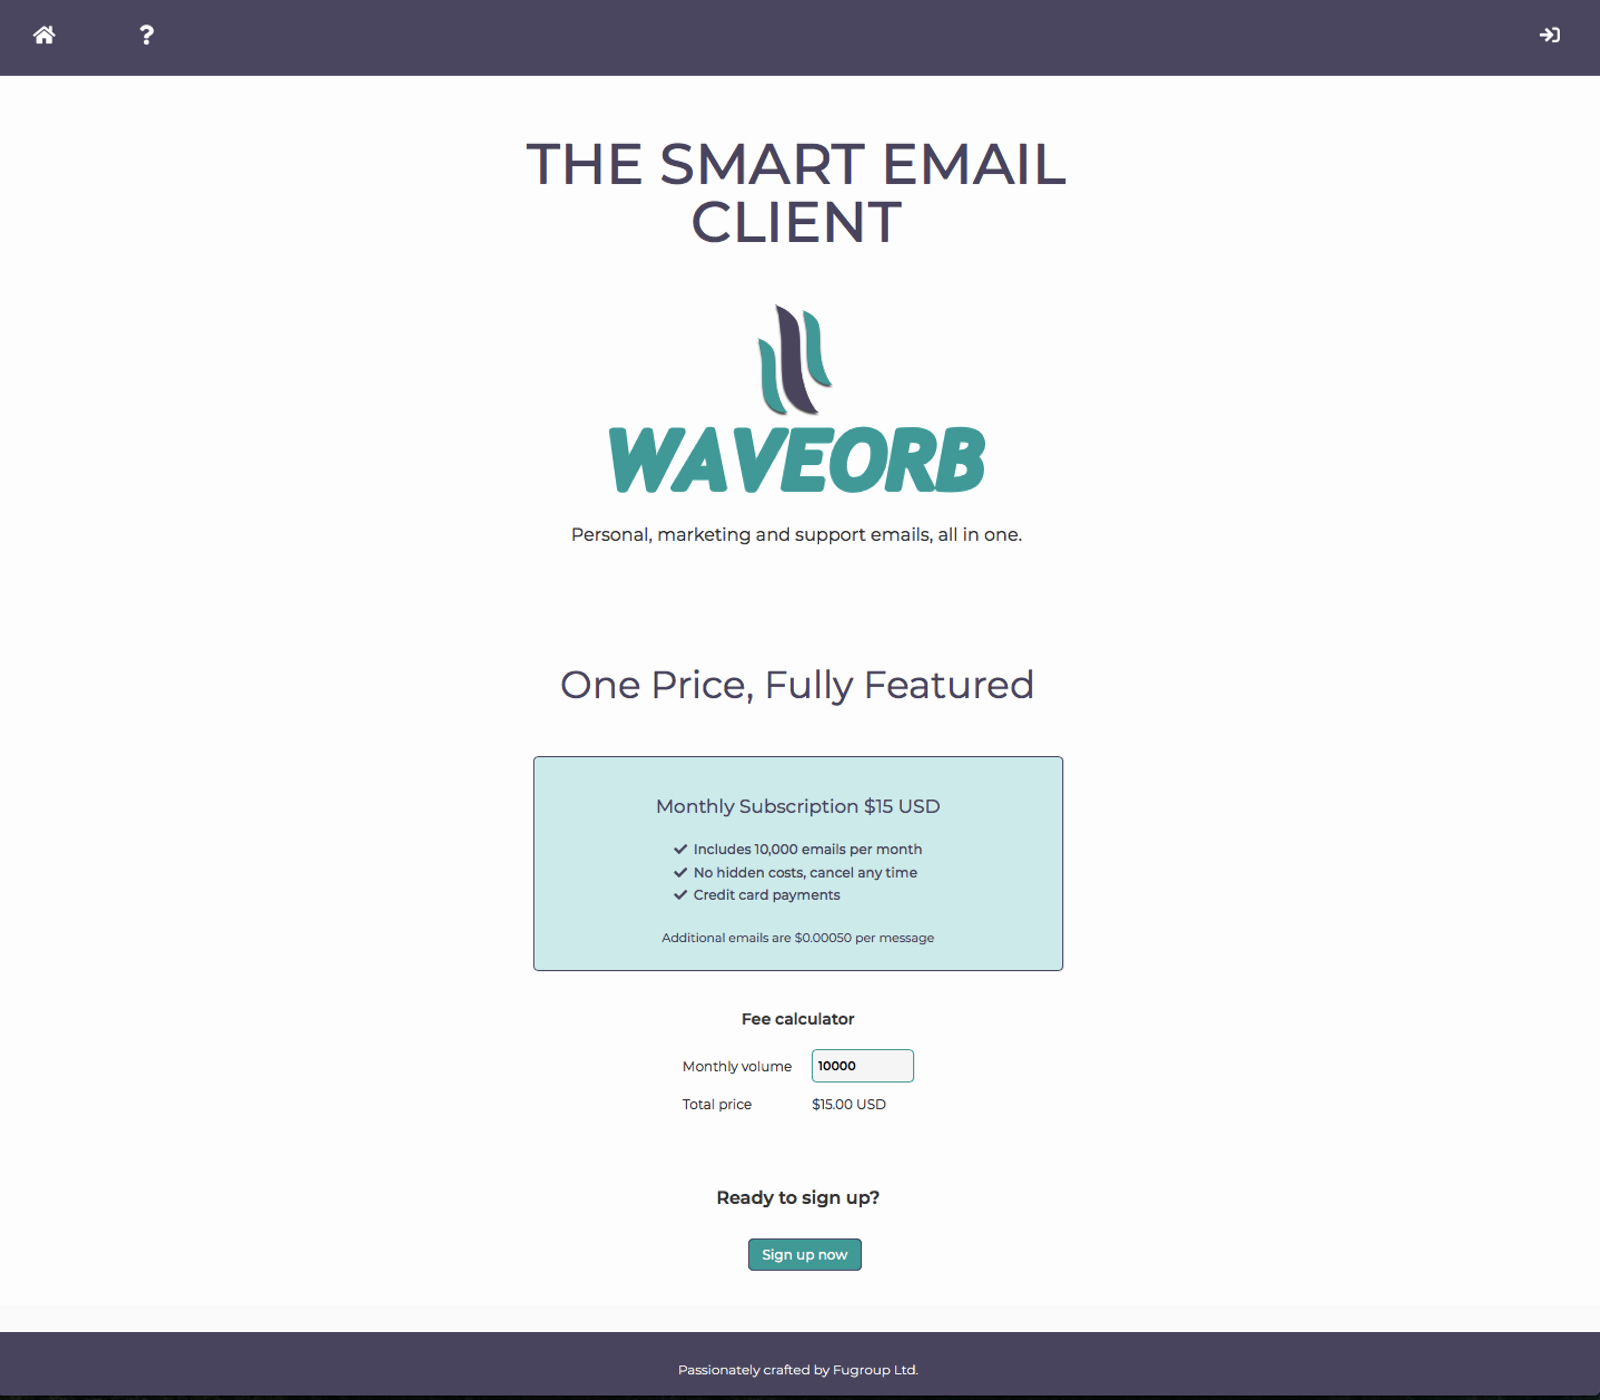 THE SMART EMAIL
CLIENT
WAVEORB
Personal, marketing and support emails, all in one.
One Price, Fully Featured
Monthly Subscription $15 USD
Includes 10,000 emails per month
No hidden costs, cancel any time
Credit card payments
Additional emails are $0.00050 per message
Fee calculator
Monthly volume 10000
Total price $15.00 USD
Ready to sign up?
Sign up now
Passionately crafted by Fugroup Ltd.